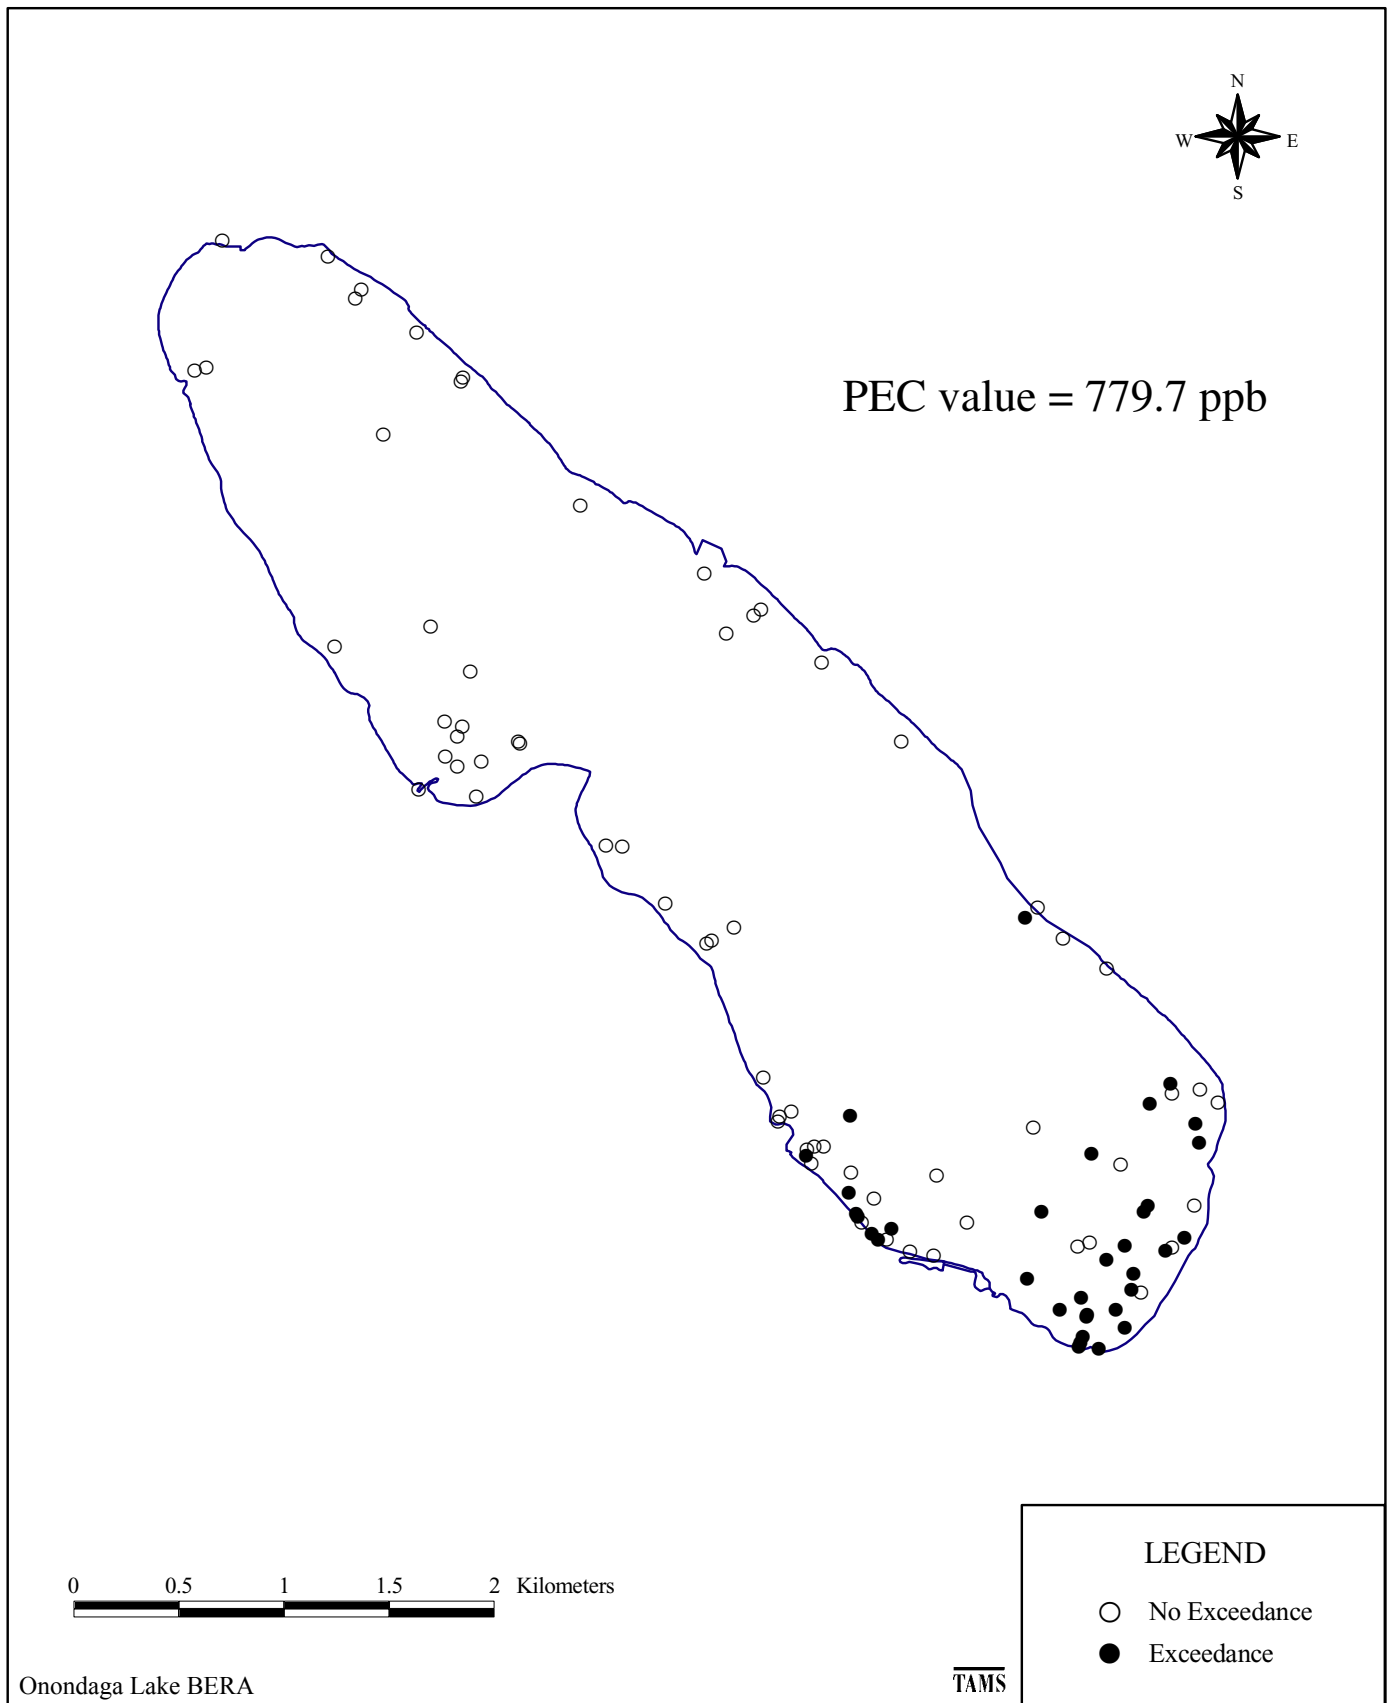 N
W E
S
PEC value = 779.7 ppb
0 0.5 1 1.5 2 Kilometers
LEGEND
No Exceedance
Exceedance
Onondaga Lake BERA
TAMS